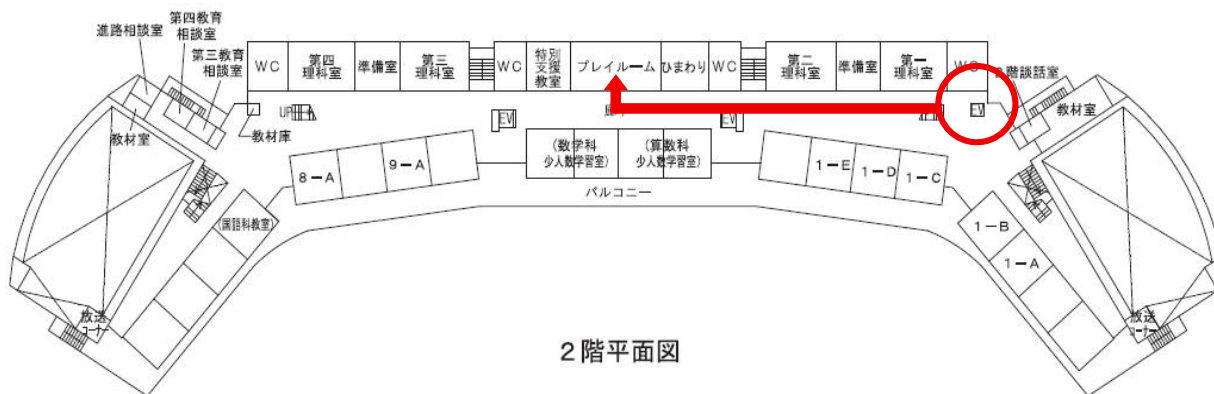 進路相談室
第四教育
相談室
第三教育
相談室
WC
第四
理科室
準備室
第三
理科室
WC
特別
支援
教室
プレイルーム
ひまわり
WC
第二
理科室
準備室
第一
理科室
WC
階談話室
教材室
教材庫
UP
EV
EV
EV
教材室
8-A
9-A
(数学科
少人数学習室)
(算数科
少人数学習室)
1-E
1-D
1-C
バルコニー
(国語科教室)
1-B
1-A
放送
コーナー
放送
コーナー
2階平面図